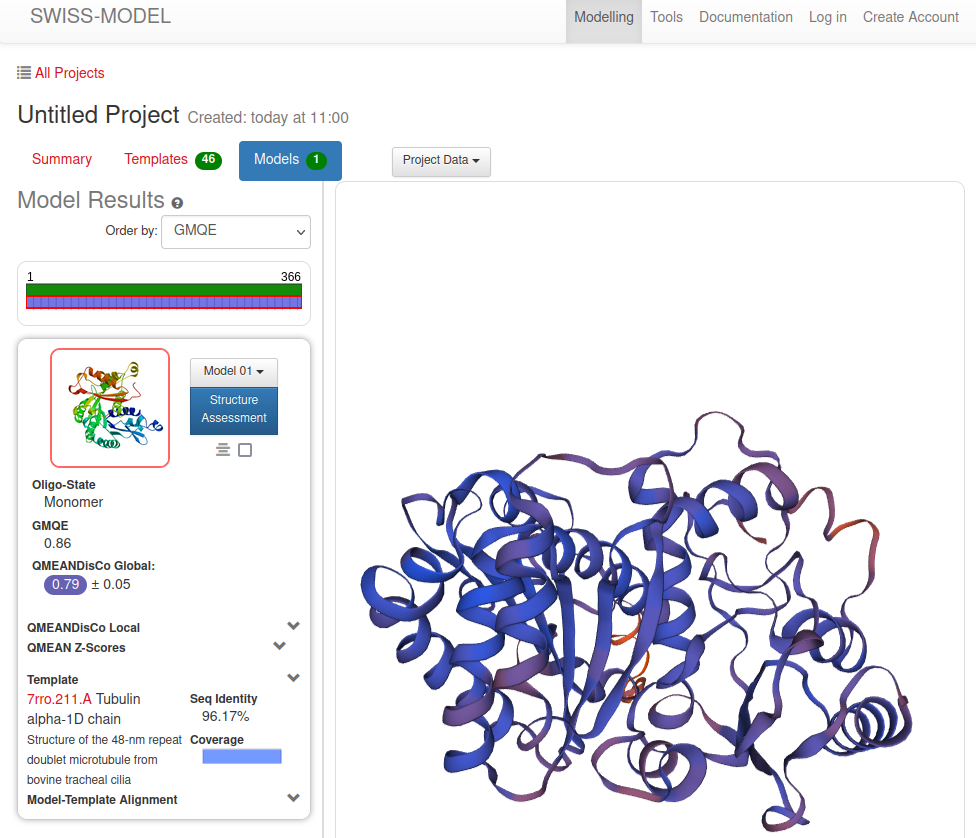 SWISS-MODEL
Modelling Tools Documentation Log in Create Account
All Projects
Untitled Project Created: today at 11:00
Summary Templates 46 Models 1 Project Data
Model Results ?
Order by: GMQE
1 366
Model 01
Structure
Assessment
Oligo-State
Monomer
GMQE
0.86
QMEANDisCo Global:
0.79 ± 0.05
QMEANDisCo Local
QMEAN Z-Scores
Template
7rro.211.A Tubulin
alpha-1D chain
Structure of the 48-nm repeat
doublet microtubule from
bovine tracheal cilia
Seq Identity
96.17%
Coverage
Model-Template Alignment